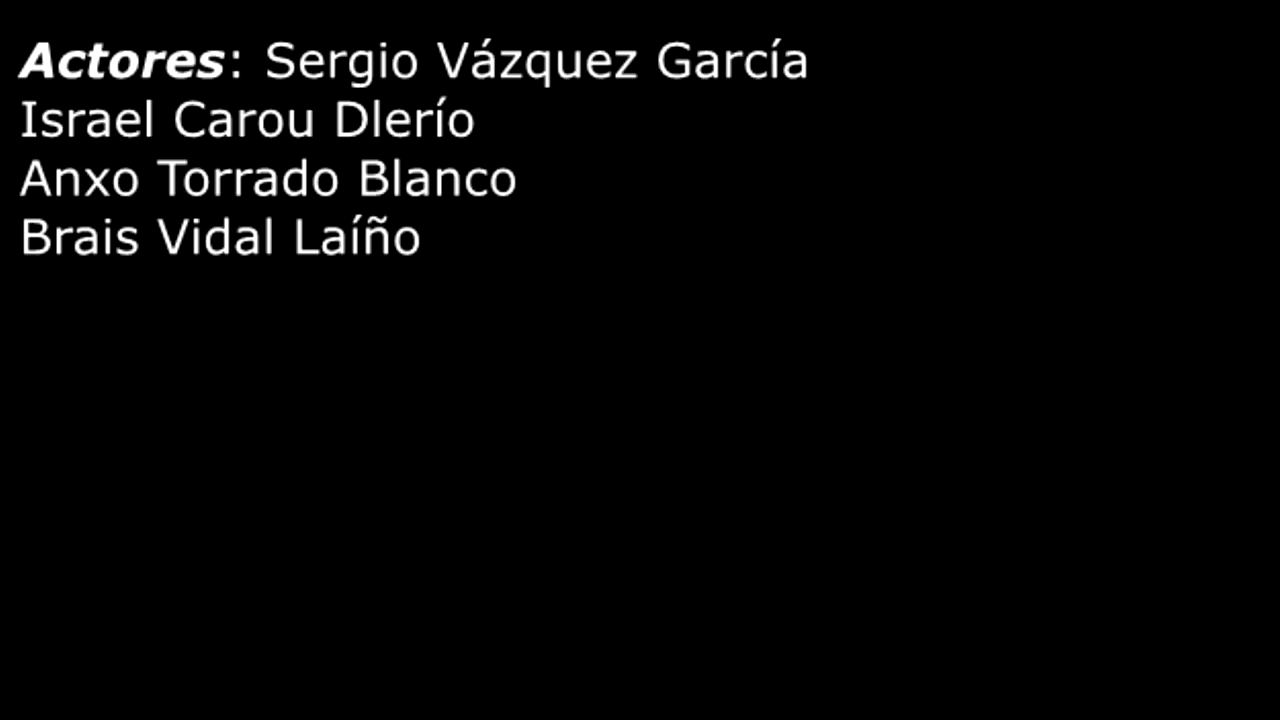 Actores: Sergio Vázquez García
Israel Carou Dlerío
Anxo Torrado Blanco
Brais Vidal Laíño